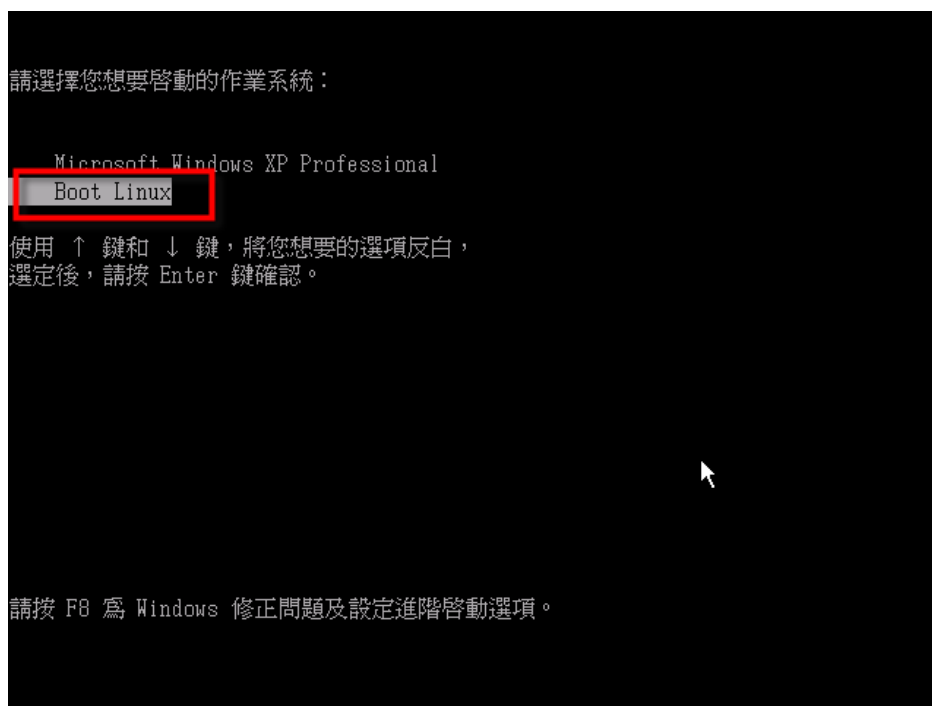 請選擇您想要啓動的作業系統：
Microsoft Windows XP Professional
Boot Linux
使用 ↑ 鍵和 ↓ 鍵，將您想要的選項反白，
選定後，請按 Enter 鍵確認。
請按 F8 爲 Windows 修正問題及設定進階啓動選項。